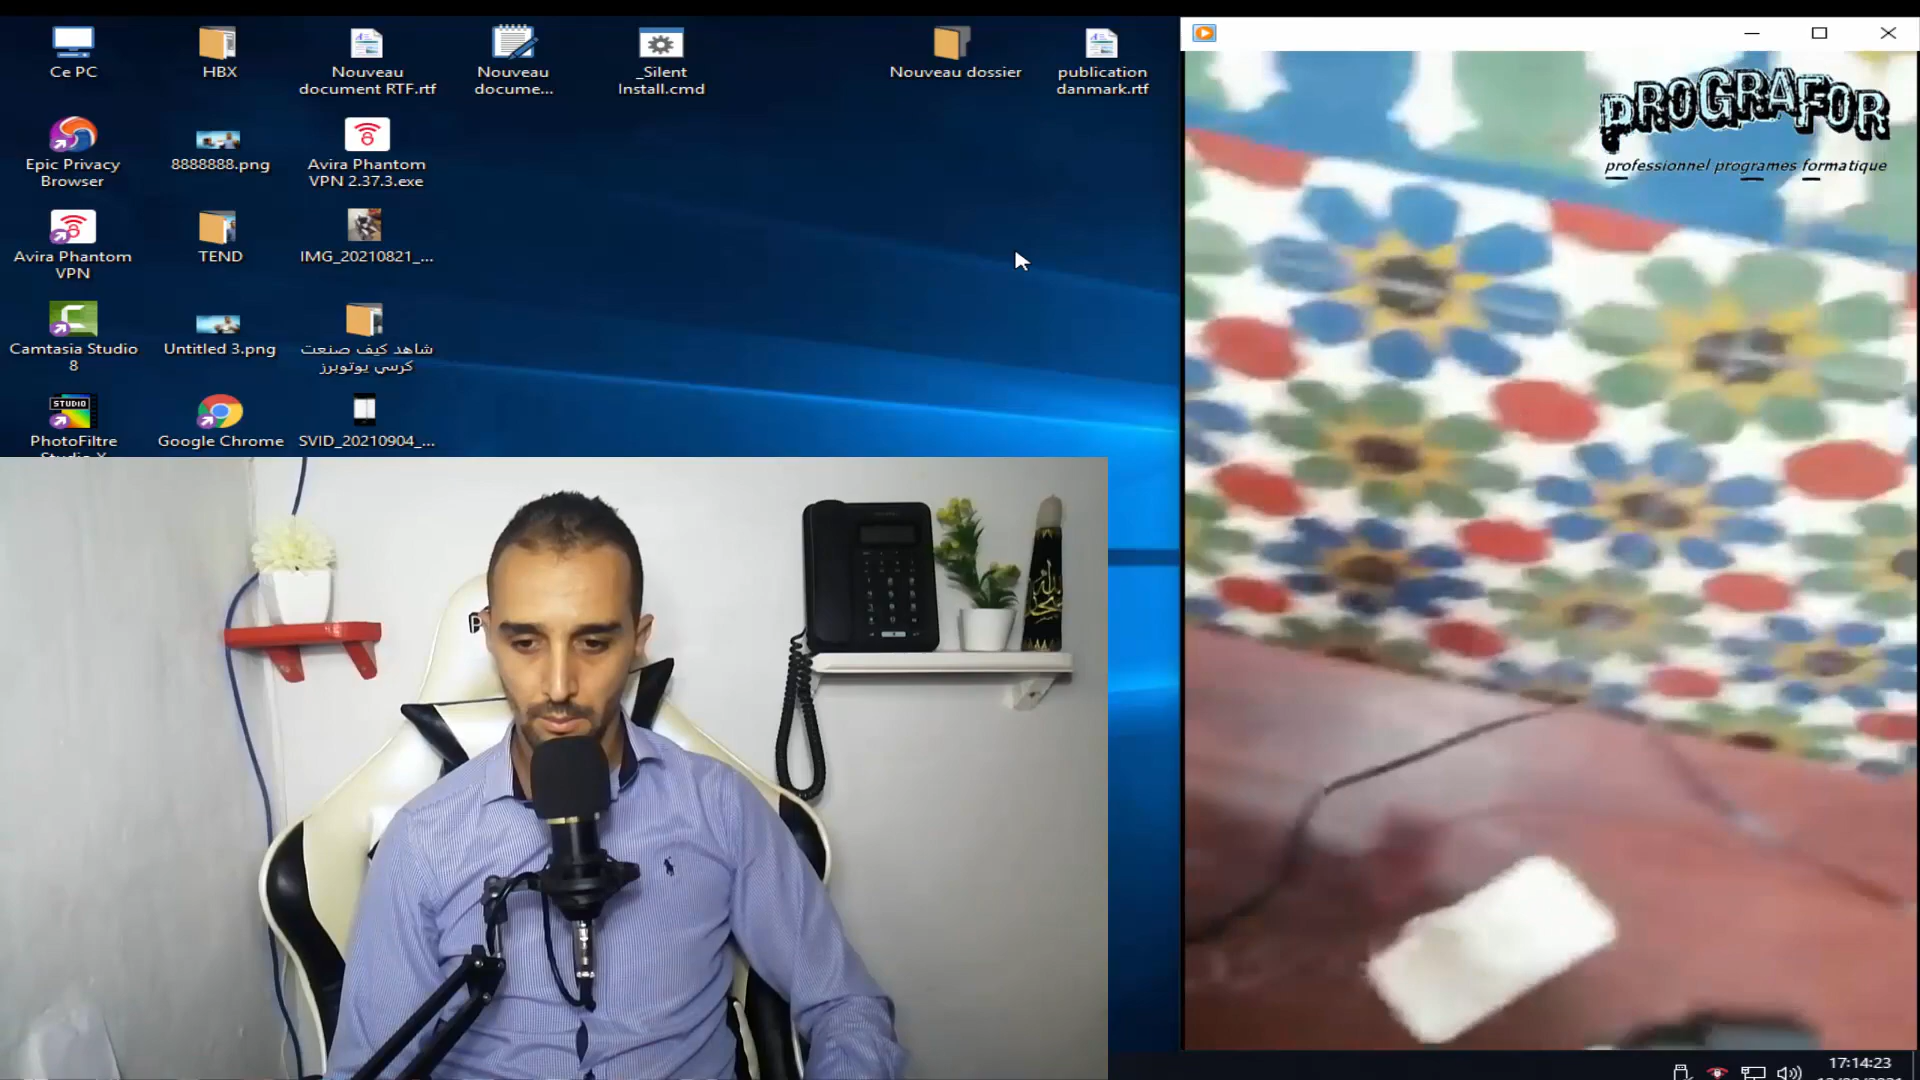 Ce PC
HBX
Nouveau
document RTF.rtf
Nouveau
docume...
_Silent
Install.cmd
Nouveau dossier
publication
danmark.rtf
Epic Privacy
Browser
8888888.png
Avira Phantom
VPN 2.37.3.exe
Avira Phantom
VPN
TEND
IMG_20210821_...
Camtasia Studio
8
Untitled 3.png
شاهد كيف صنعت
كرسي يوتوبرز
STUDIO
PhotoFiltre
Studio X
Google Chrome
SVID_20210904_...
PROGRAFOR
professionnel programes formatique
17:14:23